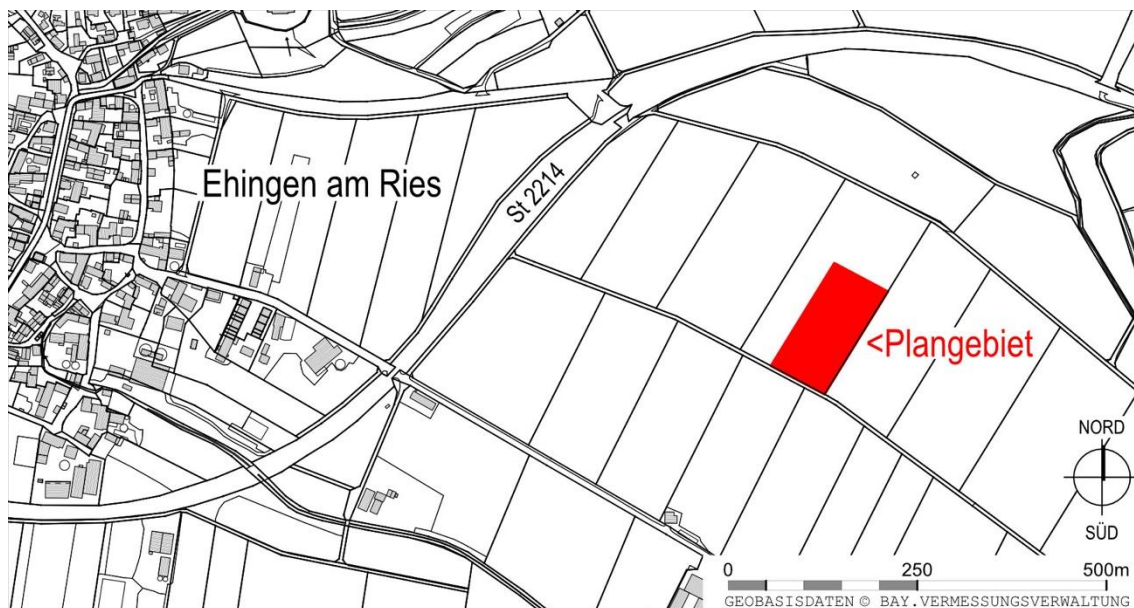 Ehingen am Ries
St 2214
<Plangebiet
NORD
SÜD
0 250 500m
GEOBASISDATEN © BAY.VERMESSUNGSVERWALTUNG